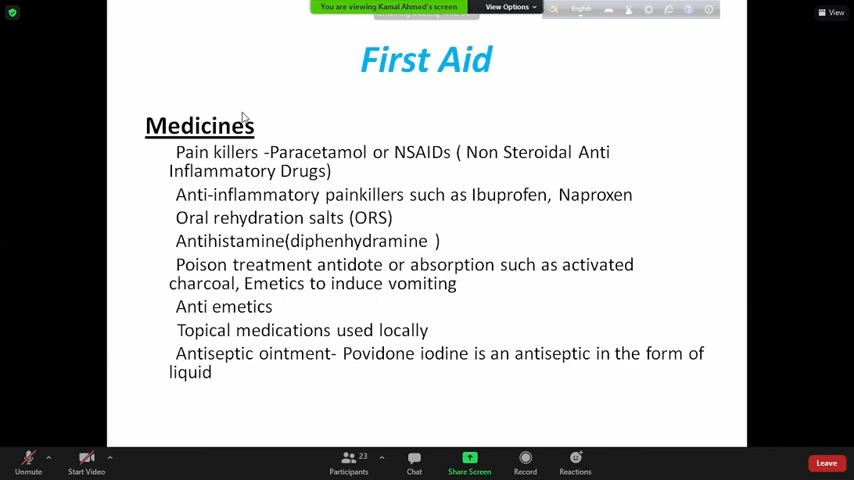 You are viewing Kamal Ahmed's screen
View Options
English
View
First Aid
Medicines
Pain killers -Paracetamol or NSAIDs ( Non Steroidal Anti
Inflammatory Drugs)
Anti-inflammatory painkillers such as Ibuprofen, Naproxen
Oral rehydration salts (ORS)
Antihistamine(diphenhydramine )
Poison treatment antidote or absorption such as activated
charcoal, Emetics to induce vomiting
Anti emetics
Topical medications used locally
Antiseptic ointment- Povidone iodine is an antiseptic in the form of
liquid
Unmute
Start Video
Participants
23
Chat
Share Screen
Record
Reactions
Leave